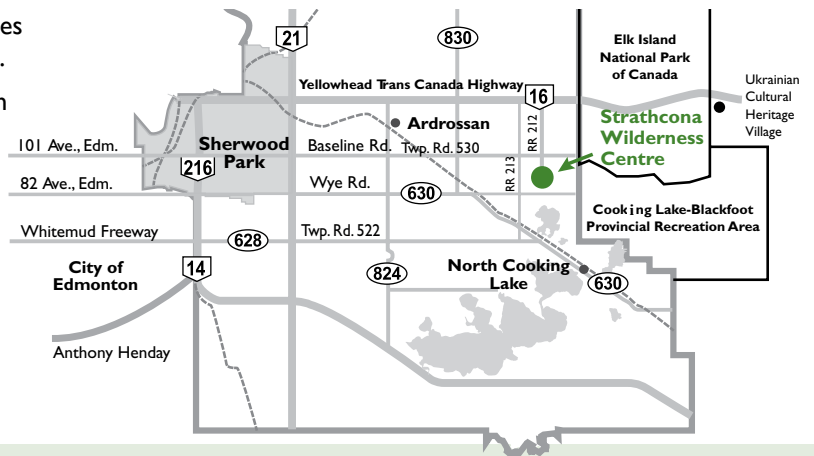 es
.
n
21
830
Elk Island
National Park
of Canada
Yellowhead Trans Canada Highway
16
Ukrainian
Cultural
Heritage
Village
Ardrossan
RR 212
Strathcona
Wilderness
Centre
101 Ave., Edm.
Sherwood
Park
Baseline Rd.
Twp. Rd. 530
216
RR 213
82 Ave., Edm.
Wye Rd.
630
Cooking Lake-Blackfoot
Provincial Recreation Area
Whitemud Freeway
628
Twp. Rd. 522
City of
Edmonton
14
824
North Cooking
Lake
630
Anthony Henday